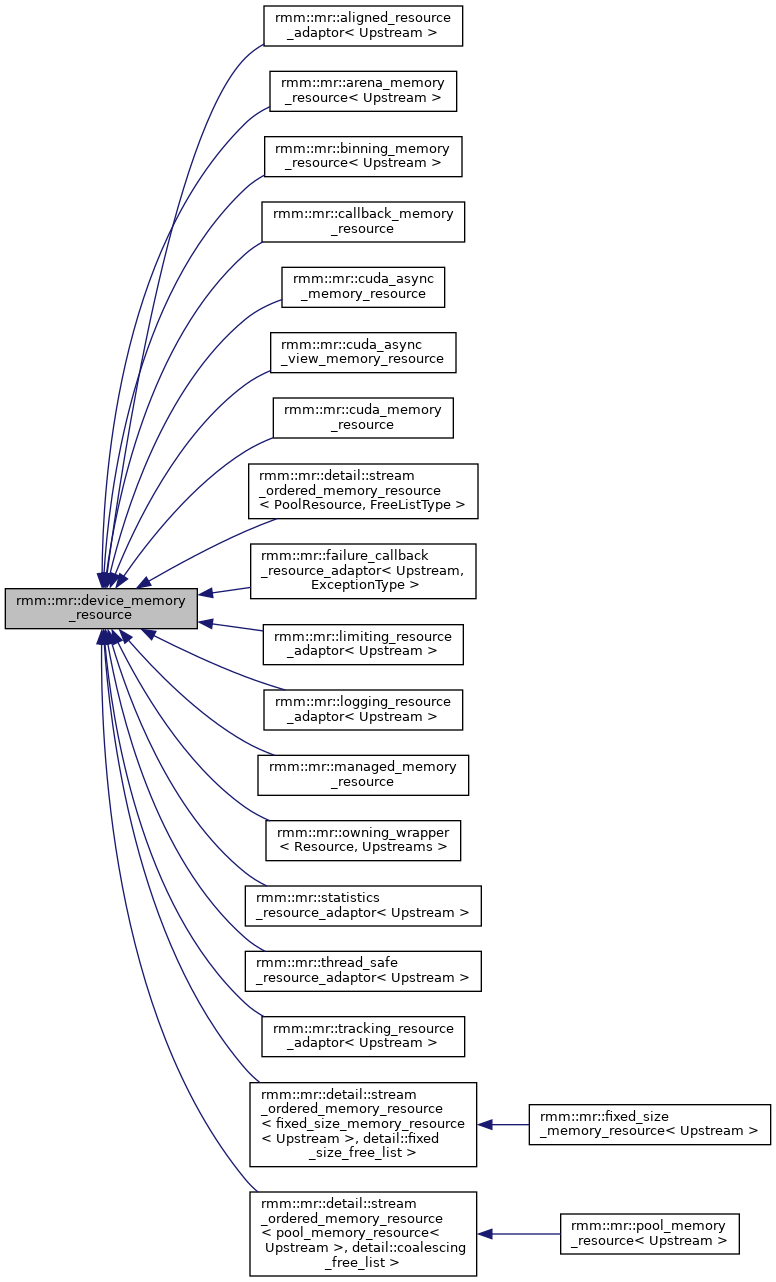 rmm::mr::aligned_resource
_adaptor< Upstream >
rmm::mr::arena_memory
_resource< Upstream >
rmm::mr::binning_memory
_resource< Upstream >
rmm::mr::callback_memory
_resource
rmm::mr::cuda_async
_memory_resource
rmm::mr::cuda_async
_view_memory_resource
rmm::mr::cuda_memory
_resource
rmm::mr::detail::stream
_ordered_memory_resource
< PoolResource, FreeListType >
rmm::mr::failure_callback
_resource_adaptor< Upstream,
ExceptionType >
rmm::mr::device_memory
_resource
rmm::mr::limiting_resource
_adaptor< Upstream >
rmm::mr::logging_resource
_adaptor< Upstream >
rmm::mr::managed_memory
_resource
rmm::mr::owning_wrapper
< Resource, Upstreams >
rmm::mr::statistics
_resource_adaptor< Upstream >
rmm::mr::thread_safe
_resource_adaptor< Upstream >
rmm::mr::tracking_resource
_adaptor< Upstream >
rmm::mr::detail::stream
_ordered_memory_resource
< fixed_size_memory_resource
< Upstream >, detail::fixed
_size_free_list >
rmm::mr::fixed_size
_memory_resource< Upstream >
rmm::mr::detail::stream
_ordered_memory_resource
< pool_memory_resource<
Upstream >, detail::coalescing
_free_list >
rmm::mr::pool_memory
_resource< Upstream >